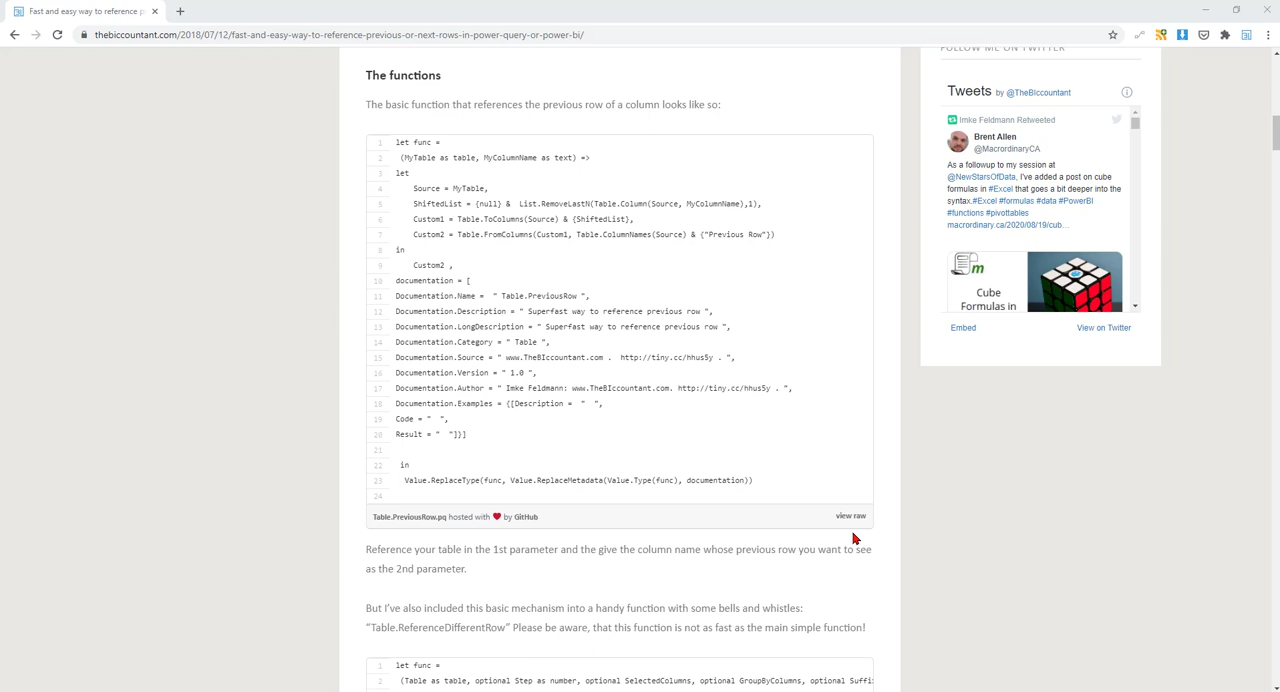 Fast and easy way to reference p
thebiccountant.com/2018/07/12/fast-and-easy-way-to-reference-previous-or-next-rows-in-power-query-or-power-bi/
The functions
The basic function that references the previous row of a column looks like so:
1 let func =
2 (MyTable as table, MyColumnName as text) =>
3 let
4 Source = MyTable,
5 ShiftedList = {null} & List.RemoveLastN(Table.Column(Source, MyColumnName),1),
6 Custom1 = Table.ToColumns(Source) & {ShiftedList},
7 Custom2 = Table.FromColumns(Custom1, Table.ColumnNames(Source) & {"Previous Row"})
8 in
9 Custom2 ,
10 documentation = [
11 Documentation.Name = " Table.PreviousRow ",
12 Documentation.Description = " Superfast way to reference previous row ",
13 Documentation.LongDescription = " Superfast way to reference previous row ",
14 Documentation.Category = " Table ",
15 Documentation.Source = " www.TheBIccountant.com . http://tiny.cc/hhus5y . ",
16 Documentation.Version = " 1.0 ",
17 Documentation.Author = " Imke Feldmann: www.TheBIccountant.com. http://tiny.cc/hhus5y . ",
18 Documentation.Examples = {[Description = " ",
19 Code = " ",
20 Result = " "]}]
21
22 in
23 Value.ReplaceType(func, Value.ReplaceMetadata(Value.Type(func), documentation))
24
Table.PreviousRow.pq hosted with ❤ by GitHub
view raw
Reference your table in the 1st parameter and the give the column name whose previous row you want to see
as the 2nd parameter.
But I've also included this basic mechanism into a handy function with some bells and whistles:
"Table.ReferenceDifferentRow" Please be aware, that this function is not as fast as the main simple function!
1 let func =
2 (Table as table, optional Step as number, optional SelectedColumns, optional GroupByColumns, optional Suffi
FOLLOW ME ON TWITTER
Tweets by @TheBIccountant
Imke Feldmann Retweeted
Brent Allen
@MacrordinaryCA
As a followup to my session at
@NewStarsOfData, I've added a post on cube
formulas in #Excel that goes a bit deeper into the
syntax.#Excel #formulas #data #PowerBI
#functions #pivottables
macrordinary.ca/2020/08/19/cub…
m
Cube
Formulas in
Embed
View on Twitter